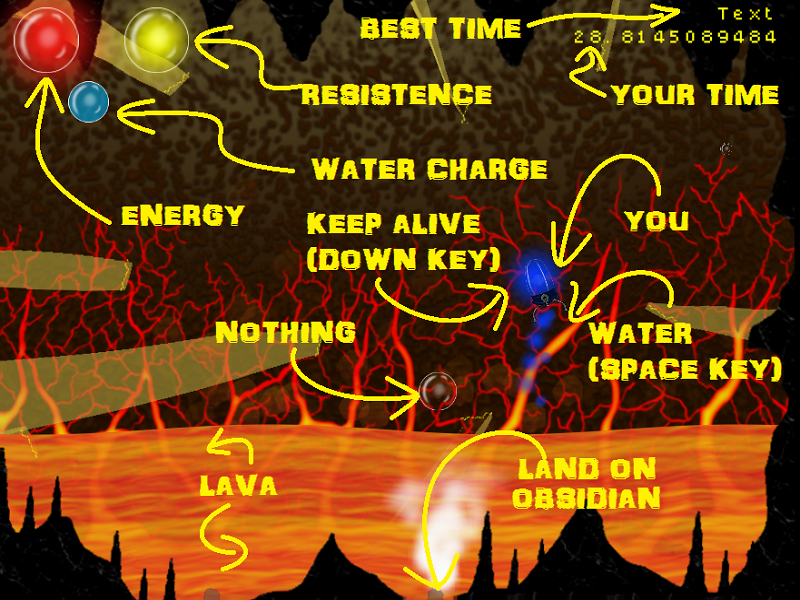 BEST TIME
Text
28.8145089484
RESISTENCE
YOUR TIME
WATER CHARGE
ENERGY
KEEP ALIVE
(DOWN KEY)
YOU
NOTHING
WATER
(SPACE KEY)
LAVA
LAND ON
OBSIDIAN